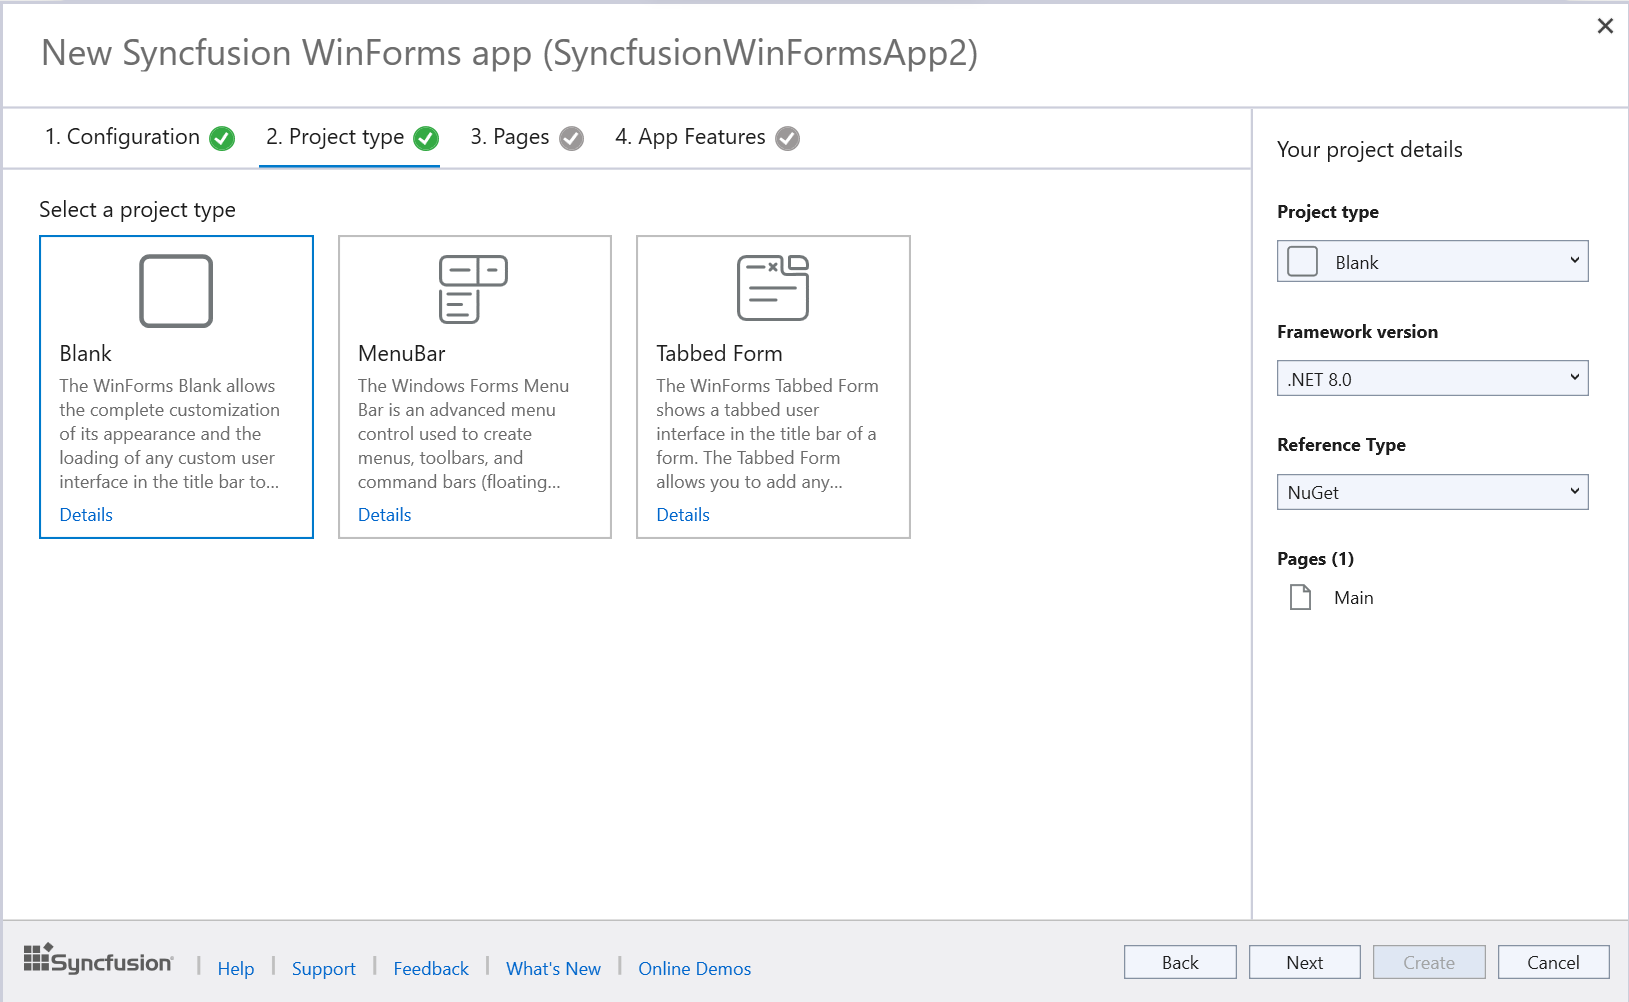 New Syncfusion WinForms app (SyncfusionWinFormsApp2)
1. Configuration
2. Project type
3. Pages
4. App Features
Select a project type
Blank
The WinForms Blank allows
the complete customization
of its appearance and the
loading of any custom user
interface in the title bar to...
Details
MenuBar
The Windows Forms Menu
Bar is an advanced menu
control used to create
menus, toolbars, and
command bars (floating...
Details
Tabbed Form
The WinForms Tabbed Form
shows a tabbed user
interface in the title bar of a
form. The Tabbed Form
allows you to add any...
Details
Your project details
Project type
Blank
Framework version
.NET 8.0
Reference Type
NuGet
Pages (1)
Main
Syncfusion
Help
Support
Feedback
What's New
Online Demos
Back
Next
Create
Cancel